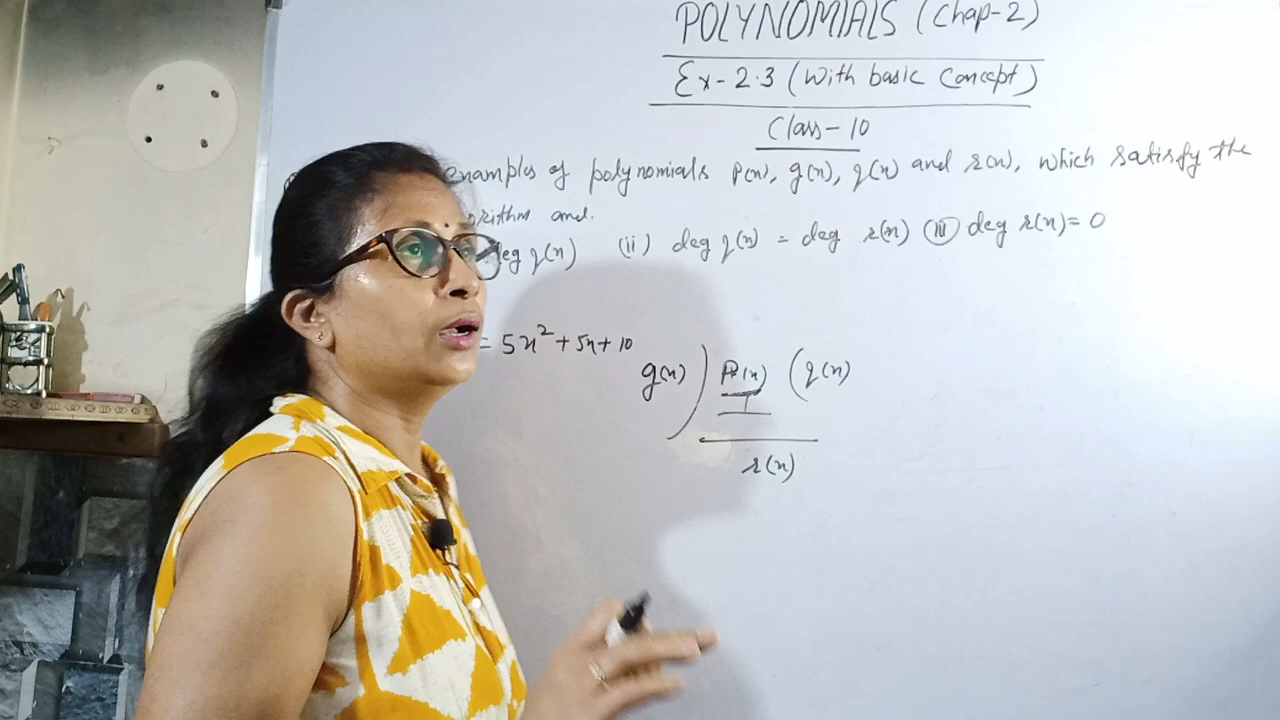 POLYNOMIALS (Chap-2)
Ex-2.3 (With basic Concept)
Class-10
examples of polynomials P(x), g(x), q(x) and r(x), which satisfy the
orithm and.
deg q(x) (ii) deg q(x) = deg r(x) (iii) deg r(x) = 0
= 5x² + 5x + 10
g(x) ) P(x) ( q(x)
r(x)